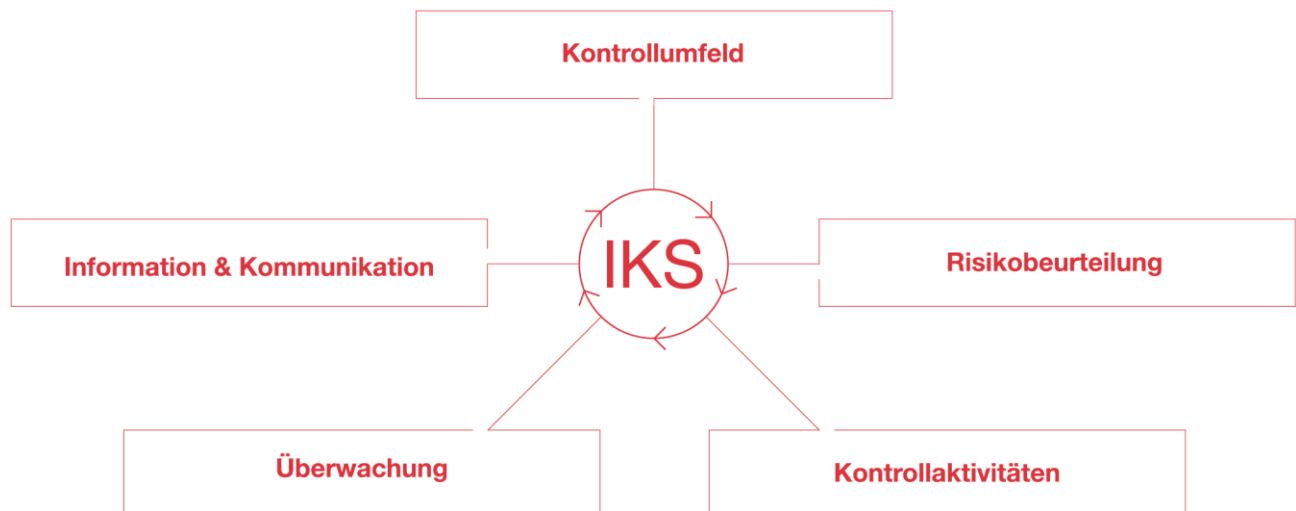 Kontrollumfeld
IKS
Information & Kommunikation
Risikobeurteilung
Überwachung
Kontrollaktivitäten